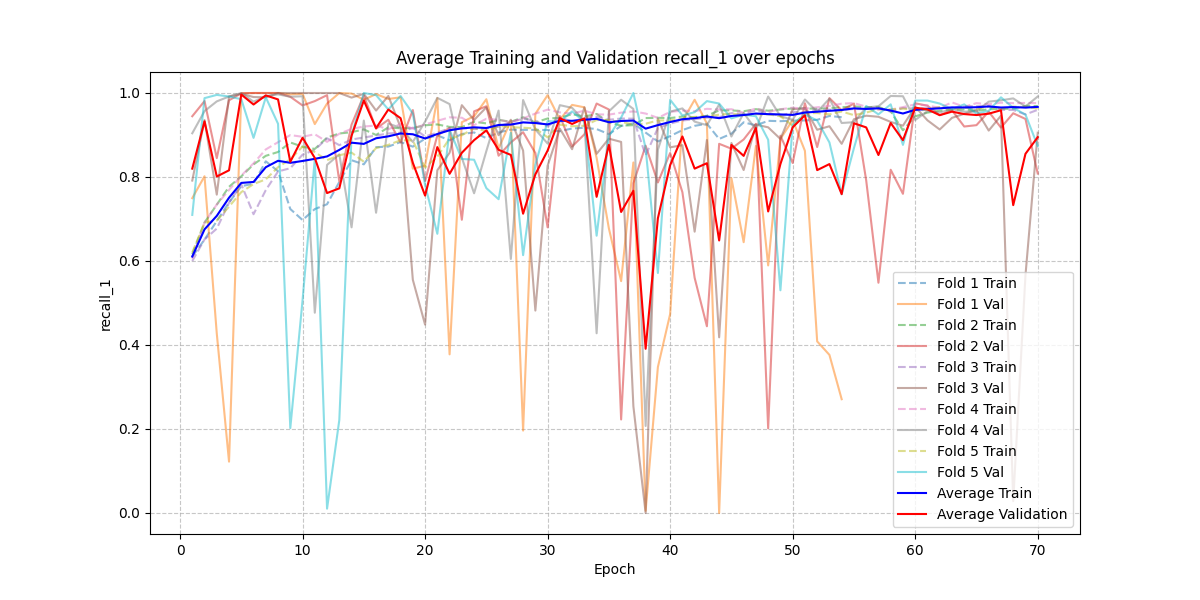 Average Training and Validation recall_1 over epochs
1.0
0.8
0.6
0.4
0.2
0.0
recall_1
0 10 20 30 40 50 60 70
Epoch
Fold 1 Train
Fold 1 Val
Fold 2 Train
Fold 2 Val
Fold 3 Train
Fold 3 Val
Fold 4 Train
Fold 4 Val
Fold 5 Train
Fold 5 Val
Average Train
Average Validation